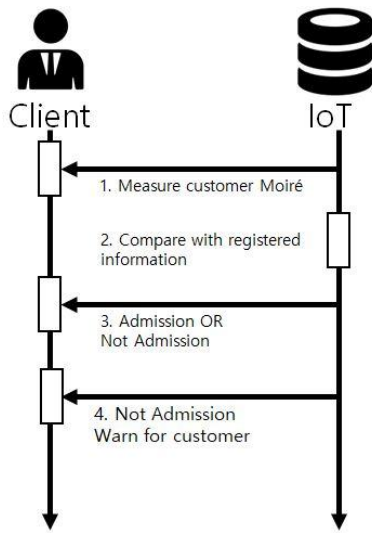 Client
IoT
1. Measure customer Moiré
2. Compare with registered
information
3. Admission OR
Not Admission
4. Not Admission
Warn for customer